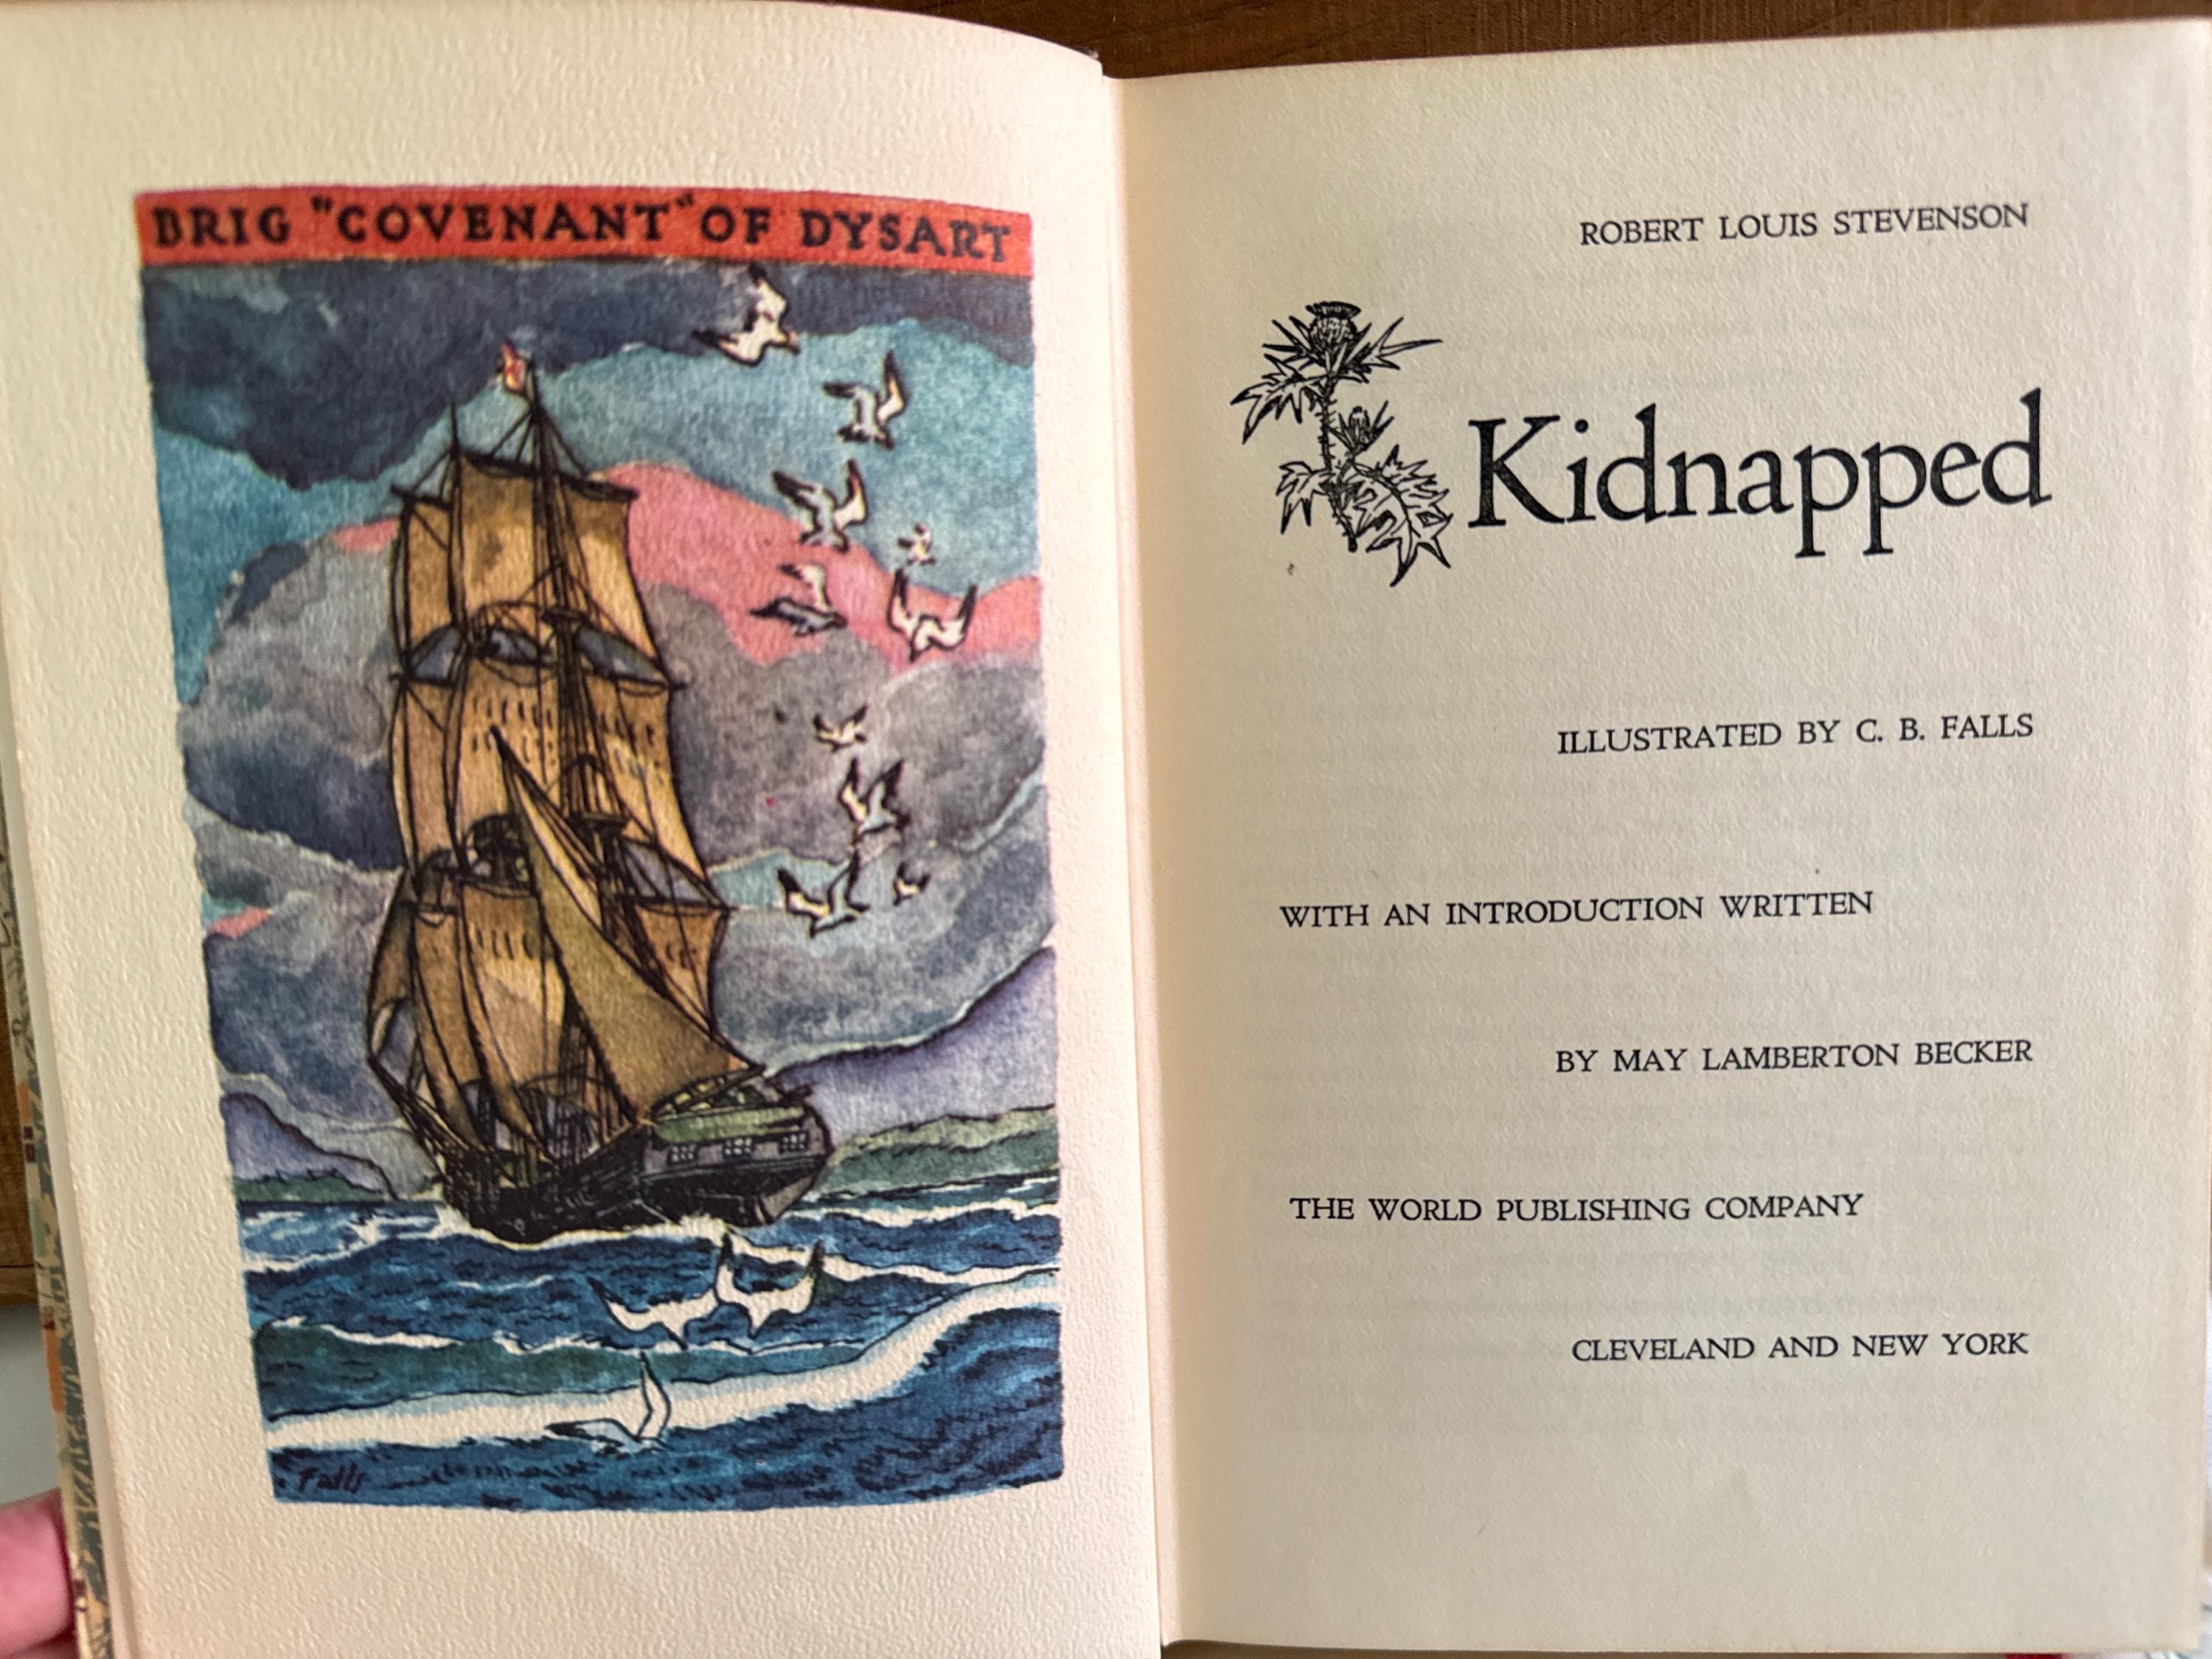 BRIG "COVENANT" OF DYSART
Falls
ROBERT LOUIS STEVENSON
Kidnapped
ILLUSTRATED BY C. B. FALLS
WITH AN INTRODUCTION WRITTEN
BY MAY LAMBERTON BECKER
THE WORLD PUBLISHING COMPANY
CLEVELAND AND NEW YORK